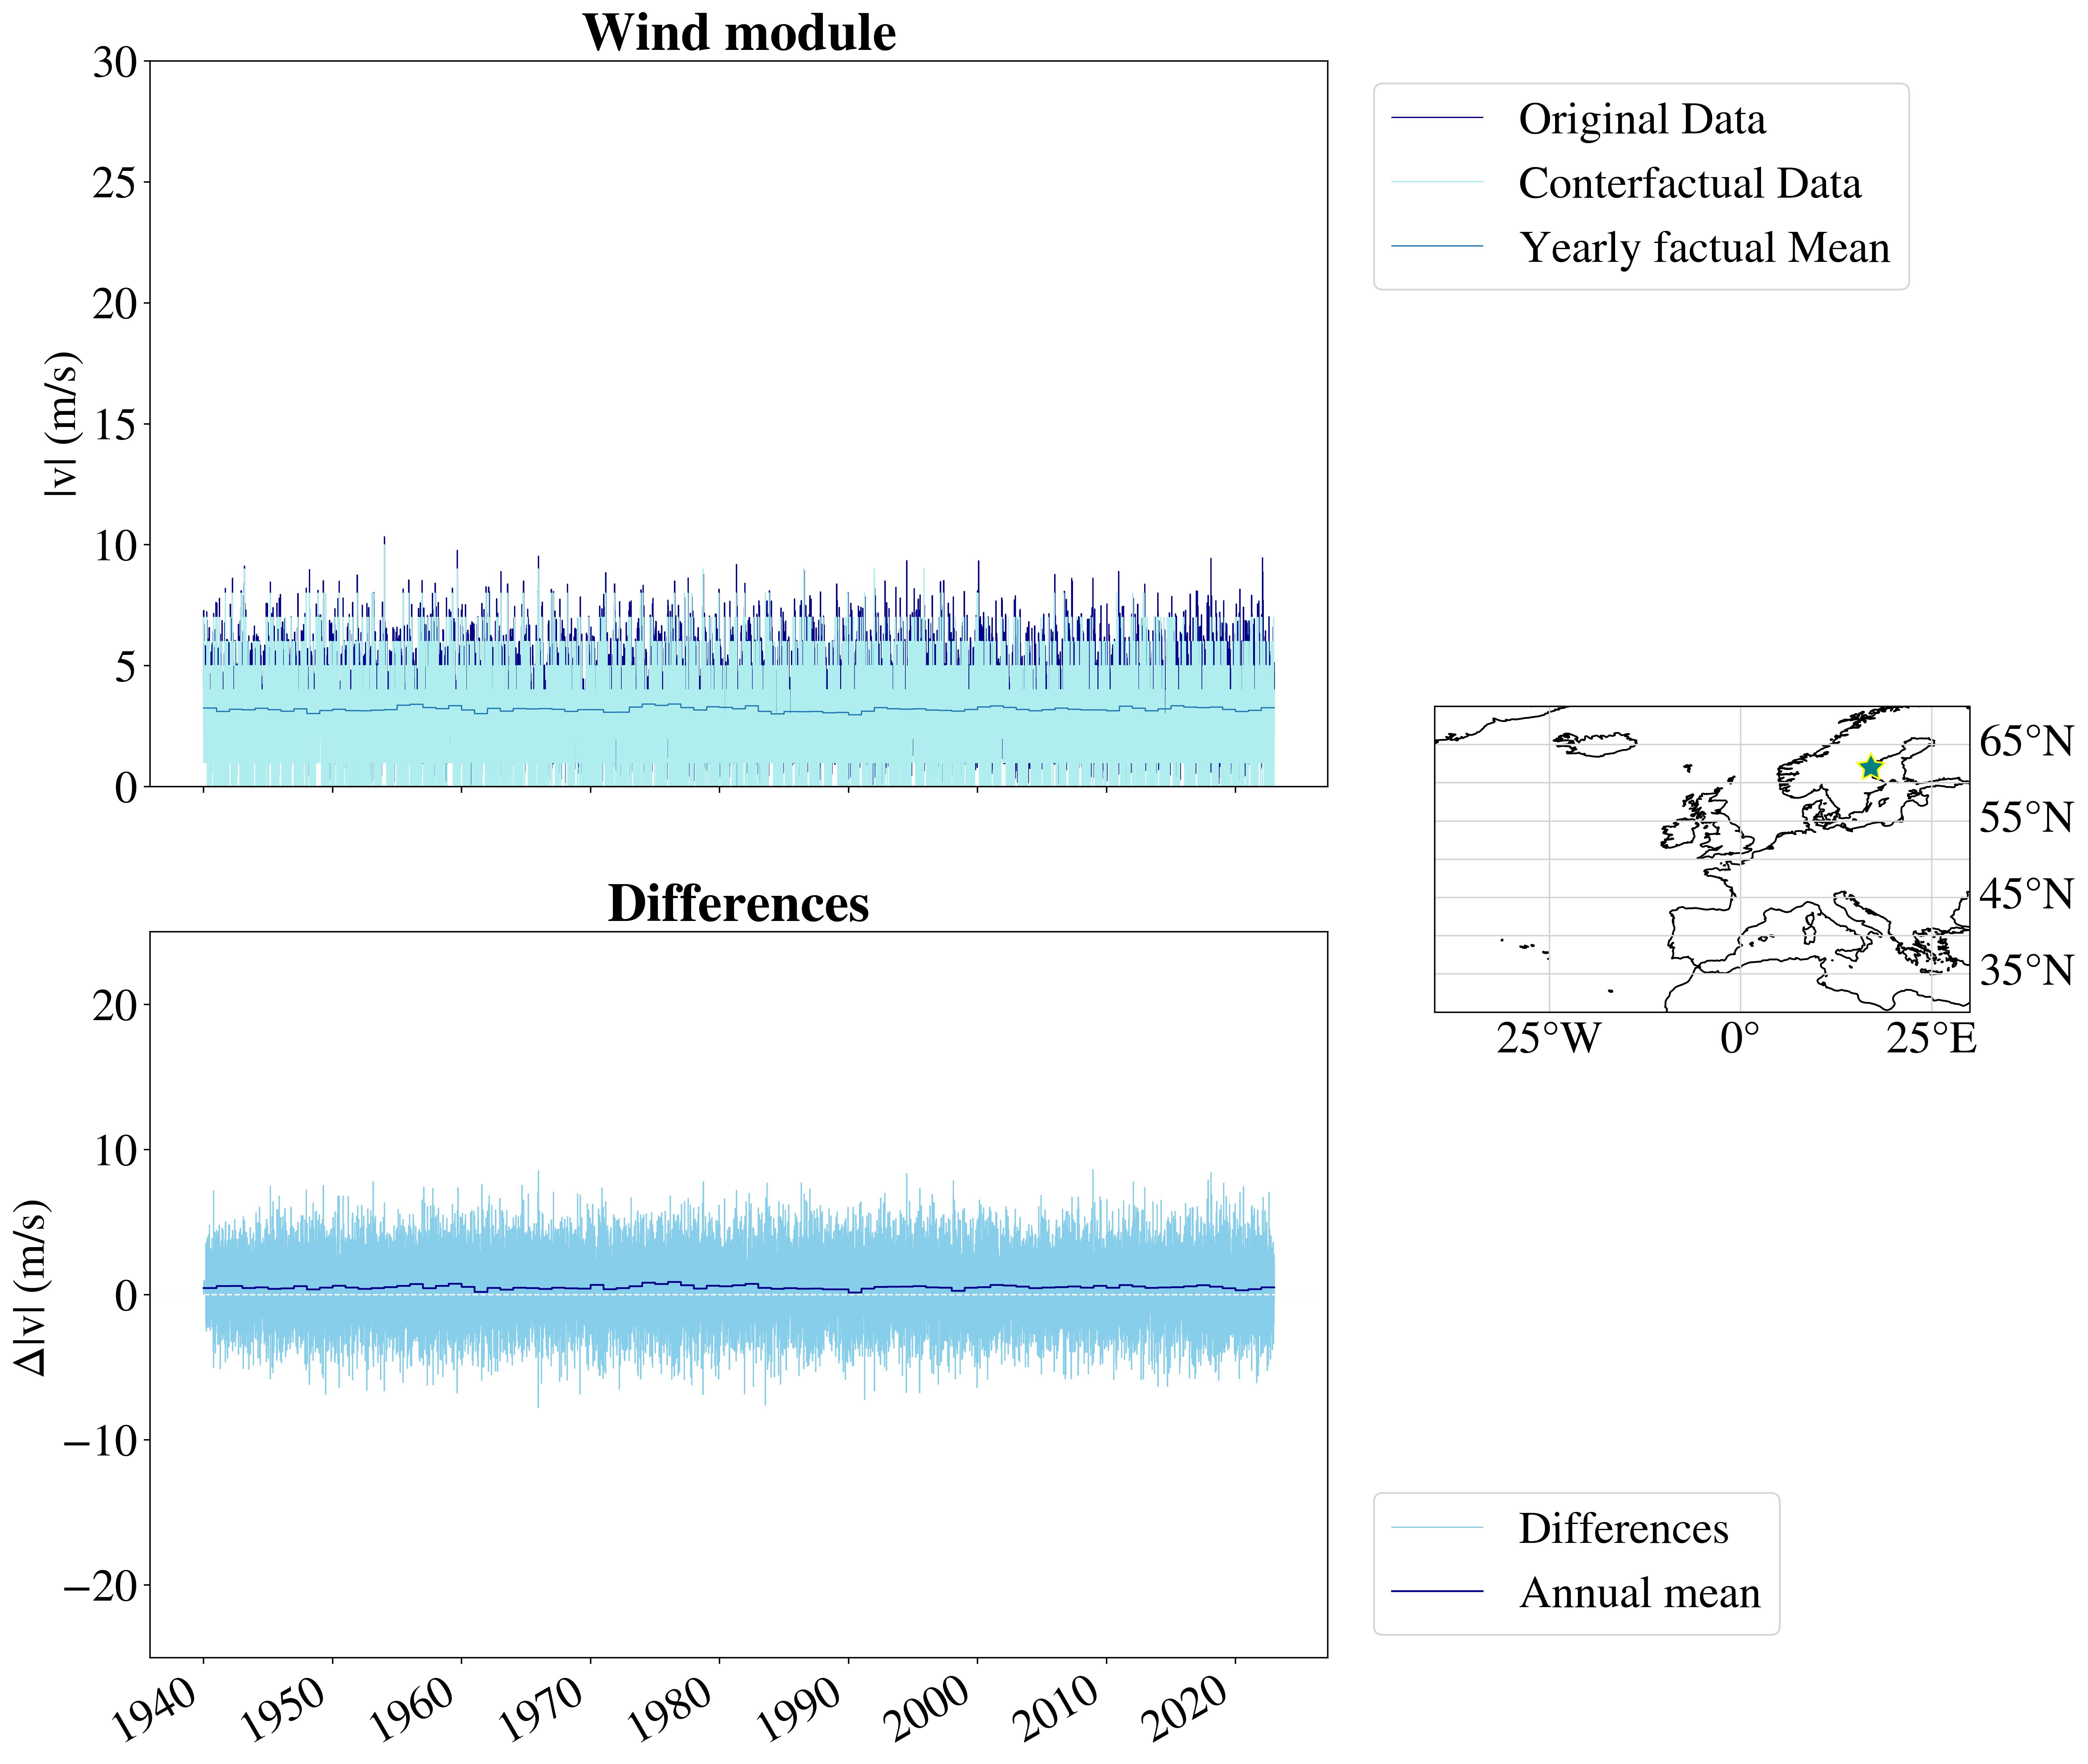 Wind module
30
25
20
15
10
5
0
|v| (m/s)
Original Data
Conterfactual Data
Yearly factual Mean
65°N
55°N
45°N
35°N
25°W
0°
25°E
Differences
20
10
0
−10
−20
Δ|v| (m/s)
1940
1950
1960
1970
1980
1990
2000
2010
2020
Differences
Annual mean